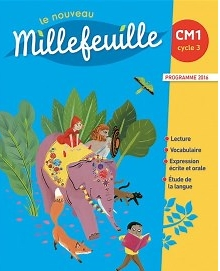 le nouveau
Millefeuille
CM1
cycle 3
PROGRAMME 2016
• Lecture
• Vocabulaire
• Expression
écrite et orale
• Étude de
la langue